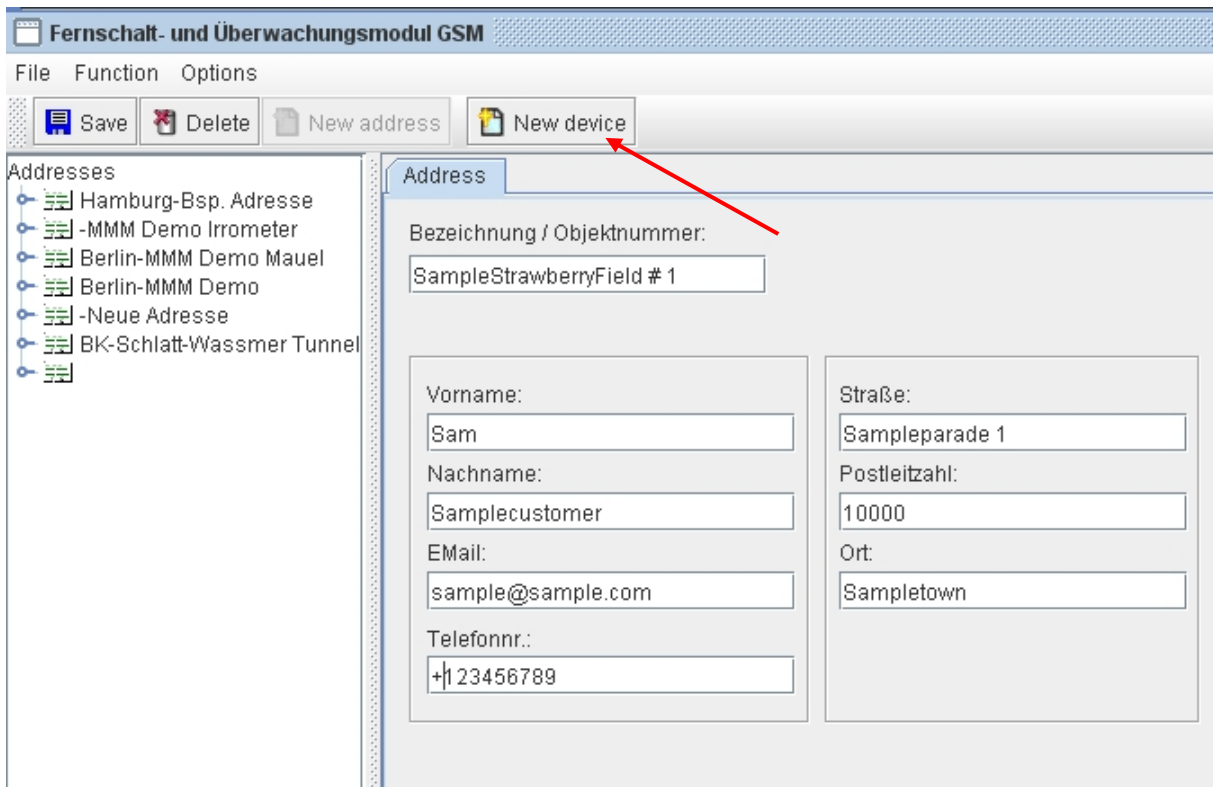 Fernschalt- und Überwachungsmodul GSM
File Function Options
Save Delete New address New device
Addresses
Hamburg-Bsp. Adresse
-MMM Demo Irrometer
Berlin-MMM Demo Mauel
Berlin-MMM Demo
-Neue Adresse
BK-Schlatt-Wassmer Tunnel
Address
Bezeichnung / Objektnummer:
SampleStrawberryField # 1
Vorname:
Sam
Nachname:
Samplecustomer
EMail:
sample@sample.com
Telefonnr.:
+123456789
Straße:
Sampleparade 1
Postleitzahl:
10000
Ort:
Sampletown